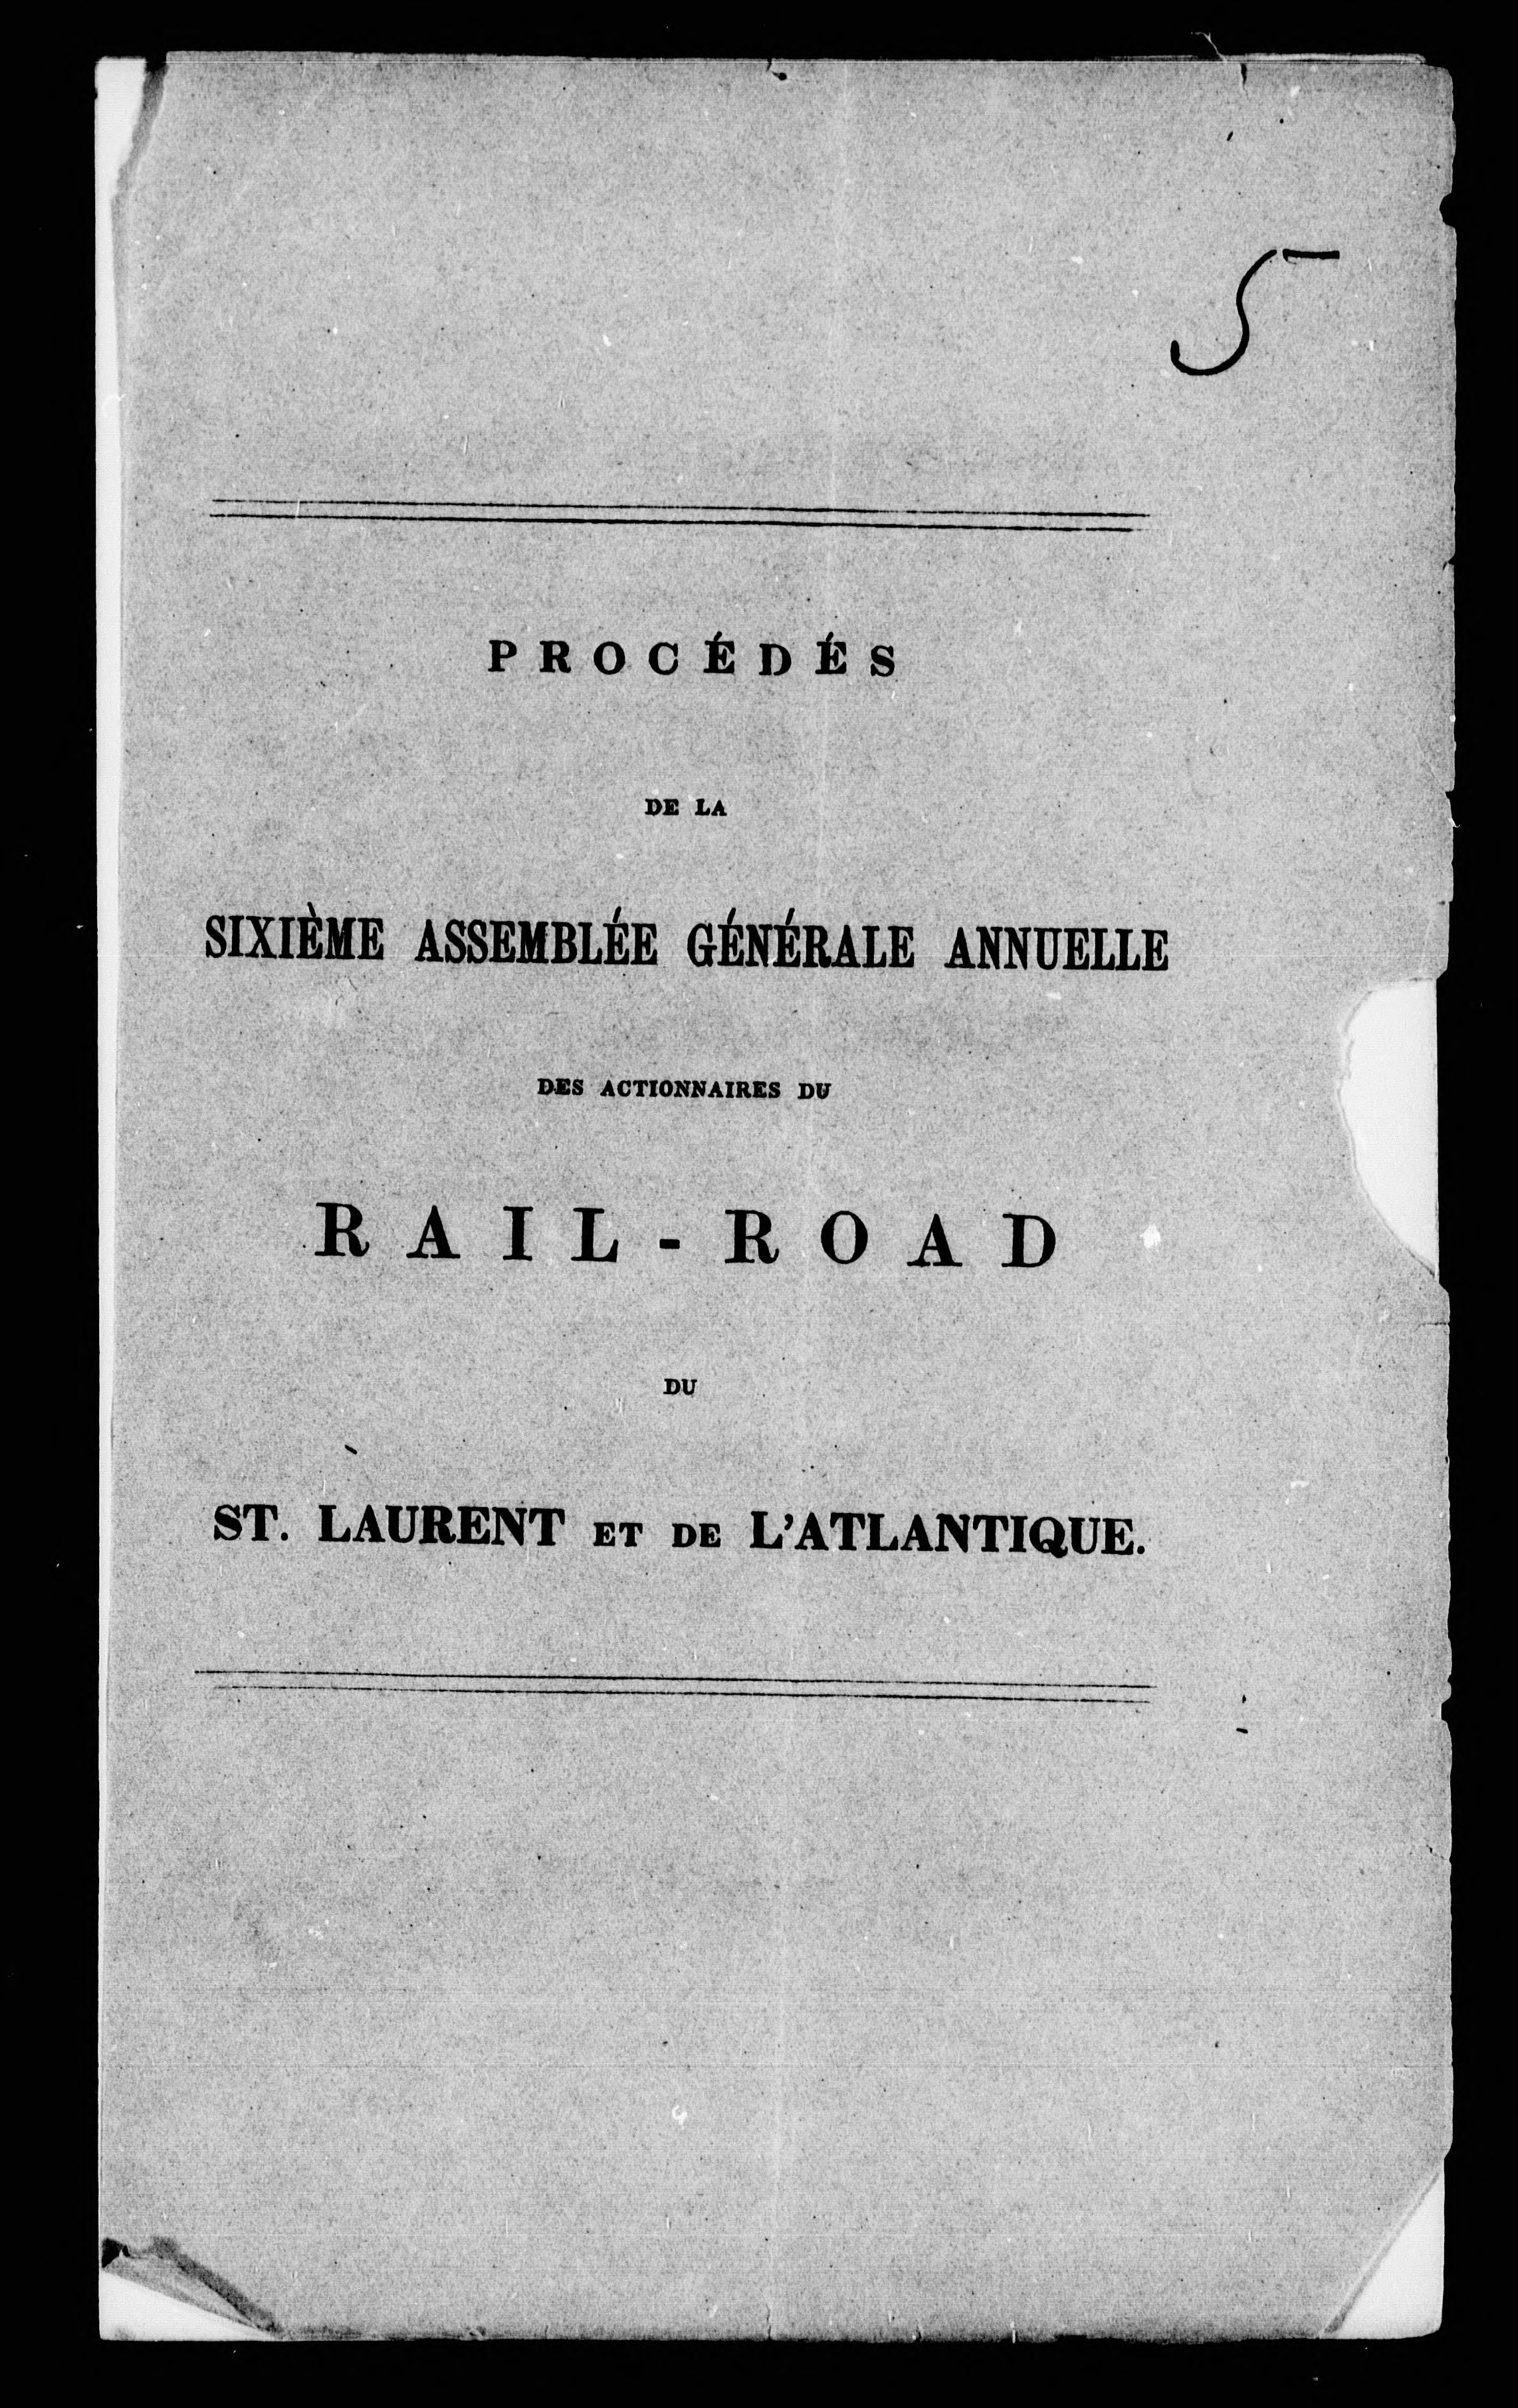 5
PROCÉDÉS
DE LA
SIXIÈME ASSEMBLÉE GÉNÉRALE ANNUELLE
DES ACTIONNAIRES DU
RAIL-ROAD
DU
ST. LAURENT ET DE L'ATLANTIQUE.